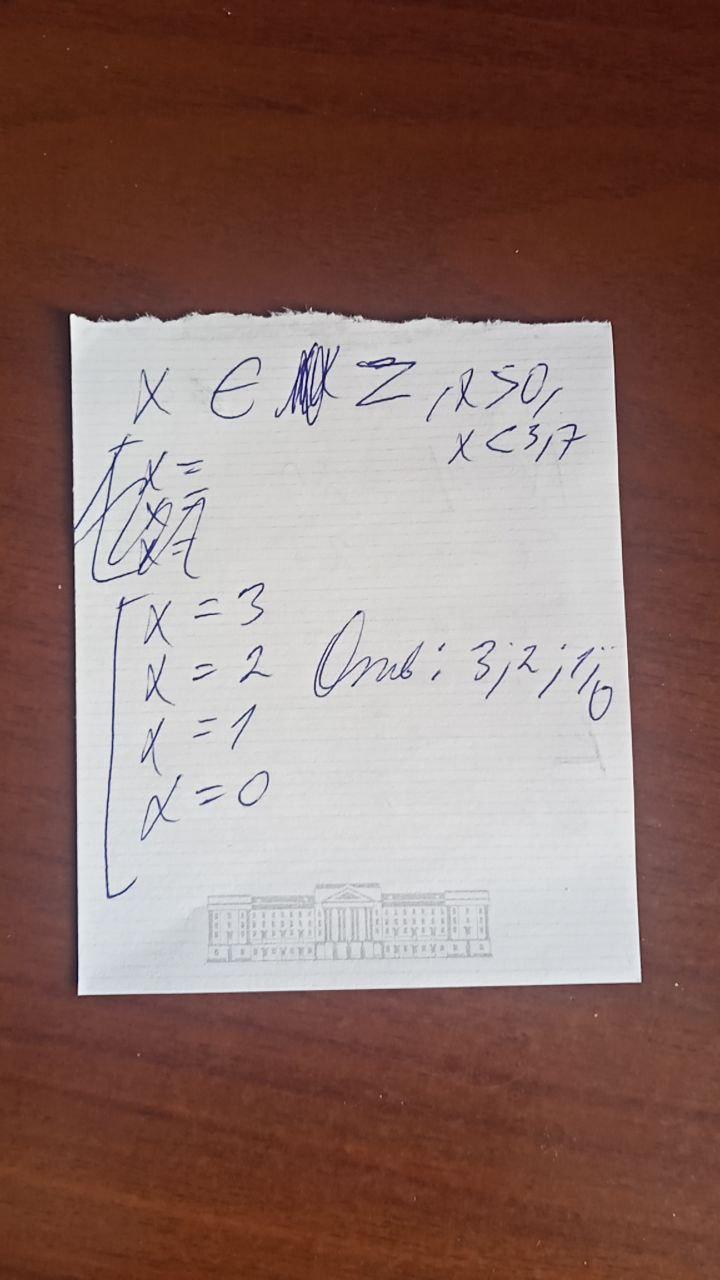 x ∈ Z, x>0,
x<3,7
x =
x =
x =
x = 3
x = 2
Отв: 3;2;1;0
x = 1
x = 0